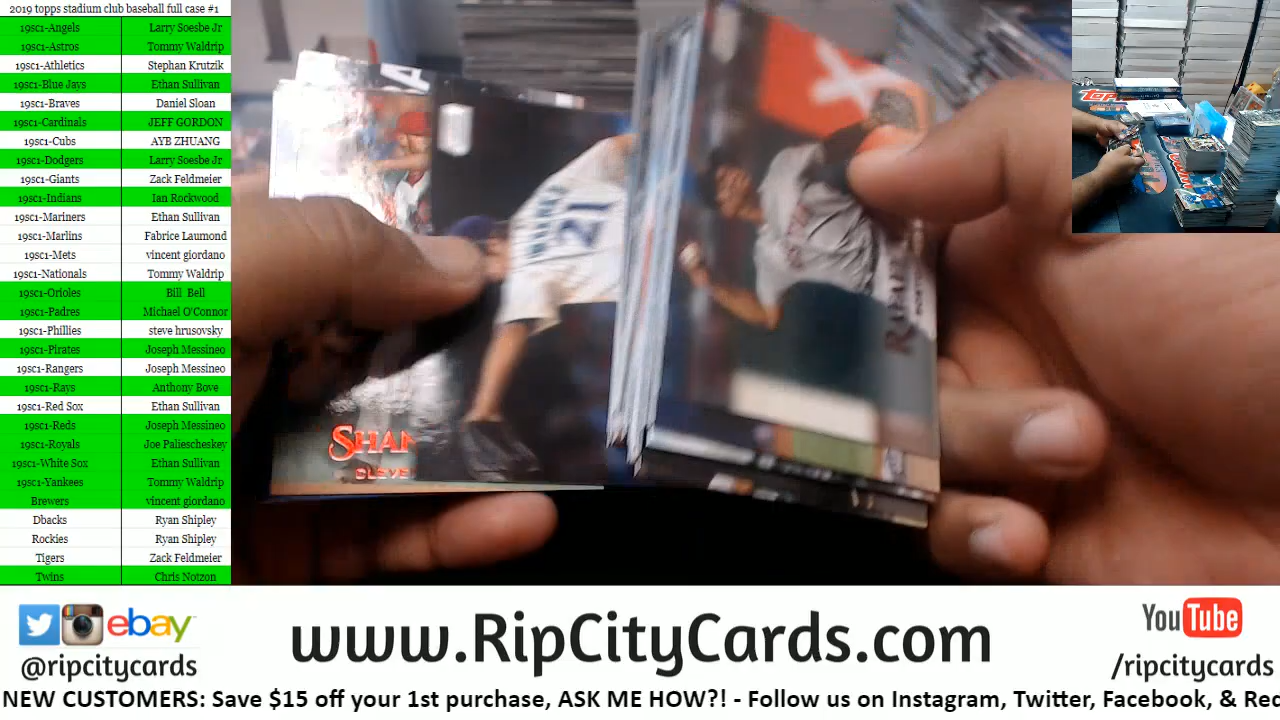 2019 topps stadium club baseball full case #1
19sc1-Angels Larry Soesbe Jr
19sc1-Astros Tommy Waldrip
19sc1-Athletics Stephan Krutzik
19sc1-Blue Jays Ethan Sullivan
19sc1-Braves Daniel Sloan
19sc1-Cardinals JEFF GORDON
19sc1-Cubs AYB ZHUANG
19sc1-Dodgers Larry Soesbe Jr
19sc1-Giants Zack Feldmeier
19sc1-Indians Ian Rockwood
19sc1-Mariners Ethan Sullivan
19sc1-Marlins Fabrice Laumond
19sc1-Mets vincent giordano
19sc1-Nationals Tommy Waldrip
19sc1-Orioles Bill Bell
19sc1-Padres Michael O'Connor
19sc1-Phillies steve hrusovsky
19sc1-Pirates Joseph Messineo
19sc1-Rangers Joseph Messineo
19sc1-Rays Anthony Bove
19sc1-Red Sox Ethan Sullivan
19sc1-Reds Joseph Messineo
19sc1-Royals Joe Paliescheskey
19sc1-White Sox Ethan Sullivan
19sc1-Yankees Tommy Waldrip
Brewers vincent giordano
Dbacks Ryan Shipley
Rockies Ryan Shipley
Tigers Zack Feldmeier
Twins Chris Notzon
SHAN
CLEVE
21
ebay
@ripcitycards
www.RipCityCards.com
YouTube
/ripcitycards
NEW CUSTOMERS: Save $15 off your 1st purchase, ASK ME HOW?! - Follow us on Instagram, Twitter, Facebook, & Red